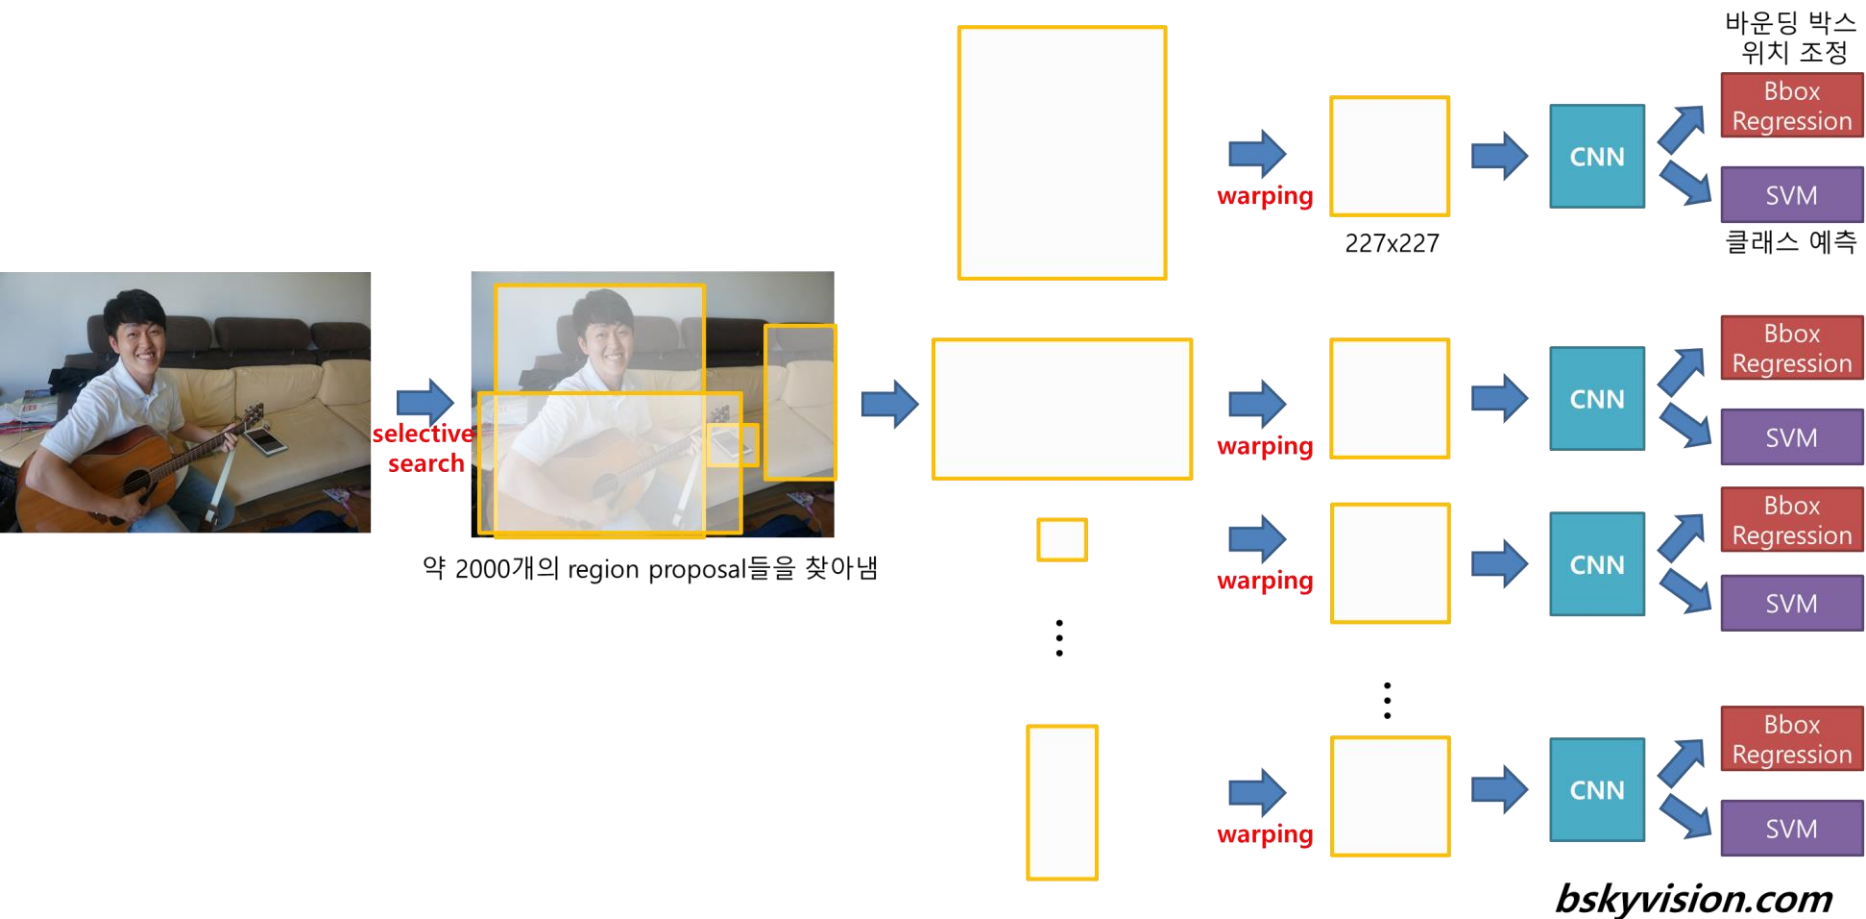 바운딩 박스
위치 조정
Bbox
Regression
CNN
SVM
warping
227x227
클래스 예측
selective
search
Bbox
Regression
CNN
SVM
warping
약 2000개의 region proposal들을 찾아냄
Bbox
Regression
CNN
SVM
warping
Bbox
Regression
CNN
SVM
warping
bskyvision.com